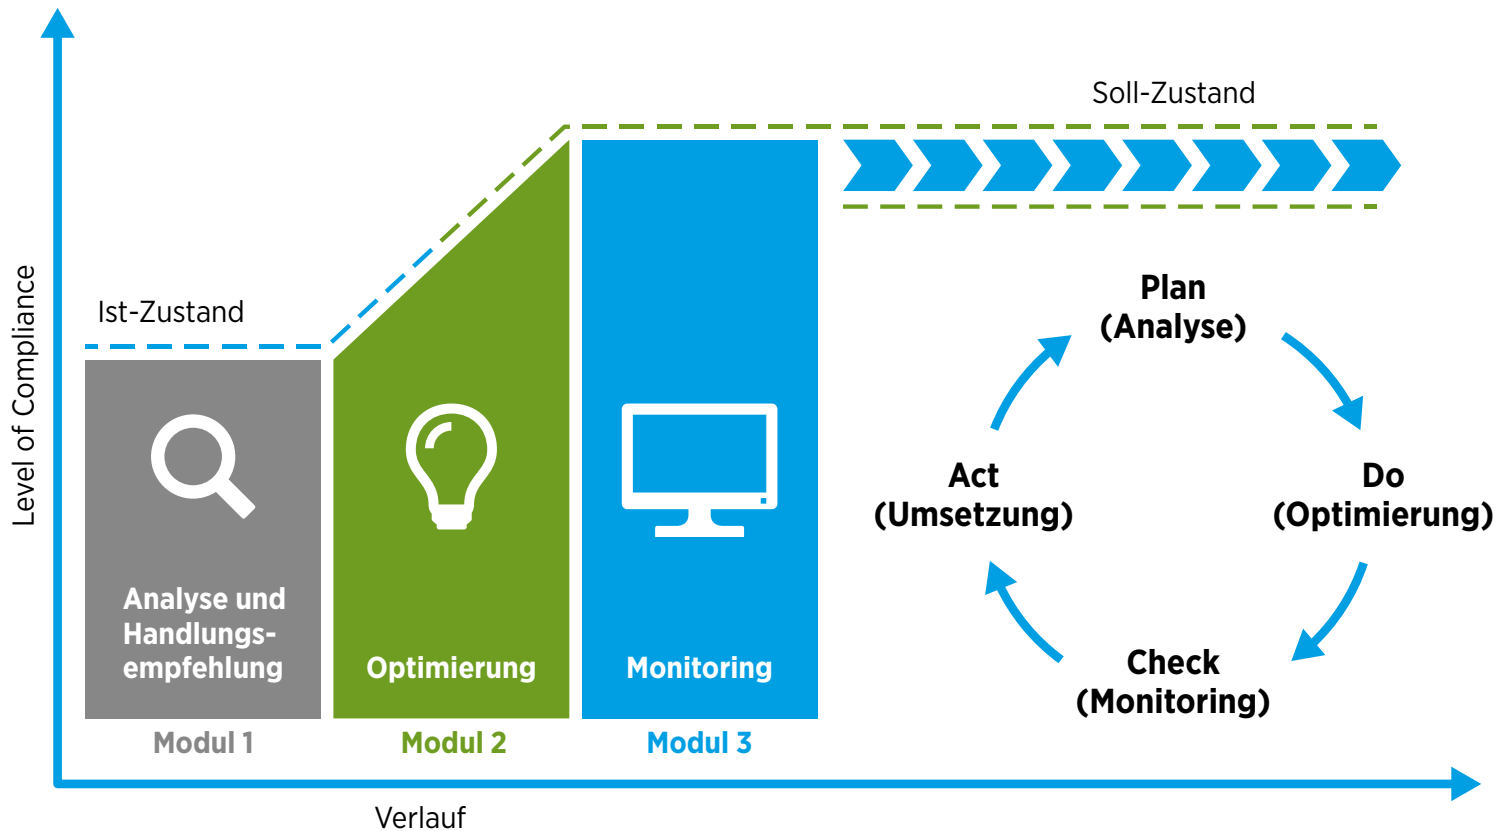 Level of Compliance
Soll-Zustand
Ist-Zustand
Analyse und
Handlungs-
empfehlung
Optimierung
Monitoring
Modul 1
Modul 2
Modul 3
Plan
(Analyse)
Do
(Optimierung)
Check
(Monitoring)
Act
(Umsetzung)
Verlauf